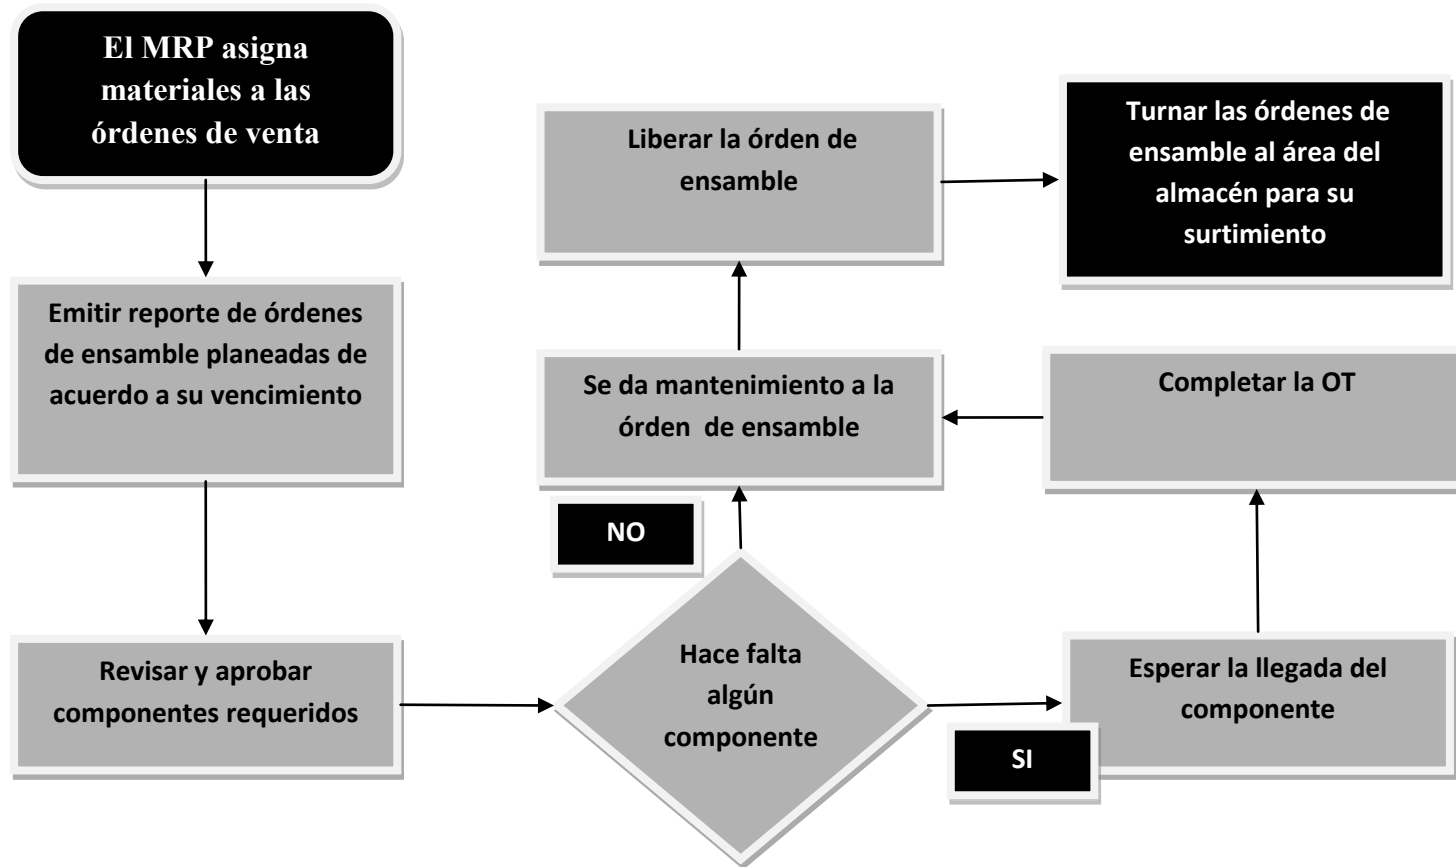 El MRP asigna
materiales a las
órdenes de venta
Emitir reporte de órdenes
de ensamble planeadas de
acuerdo a su vencimiento
Revisar y aprobar
componentes requeridos
Hace falta
algún
componente
NO
SI
Se da mantenimiento a la
órden de ensamble
Liberar la órden de
ensamble
Turnar las órdenes de
ensamble al área del
almacén para su
surtimiento
Esperar la llegada del
componente
Completar la OT